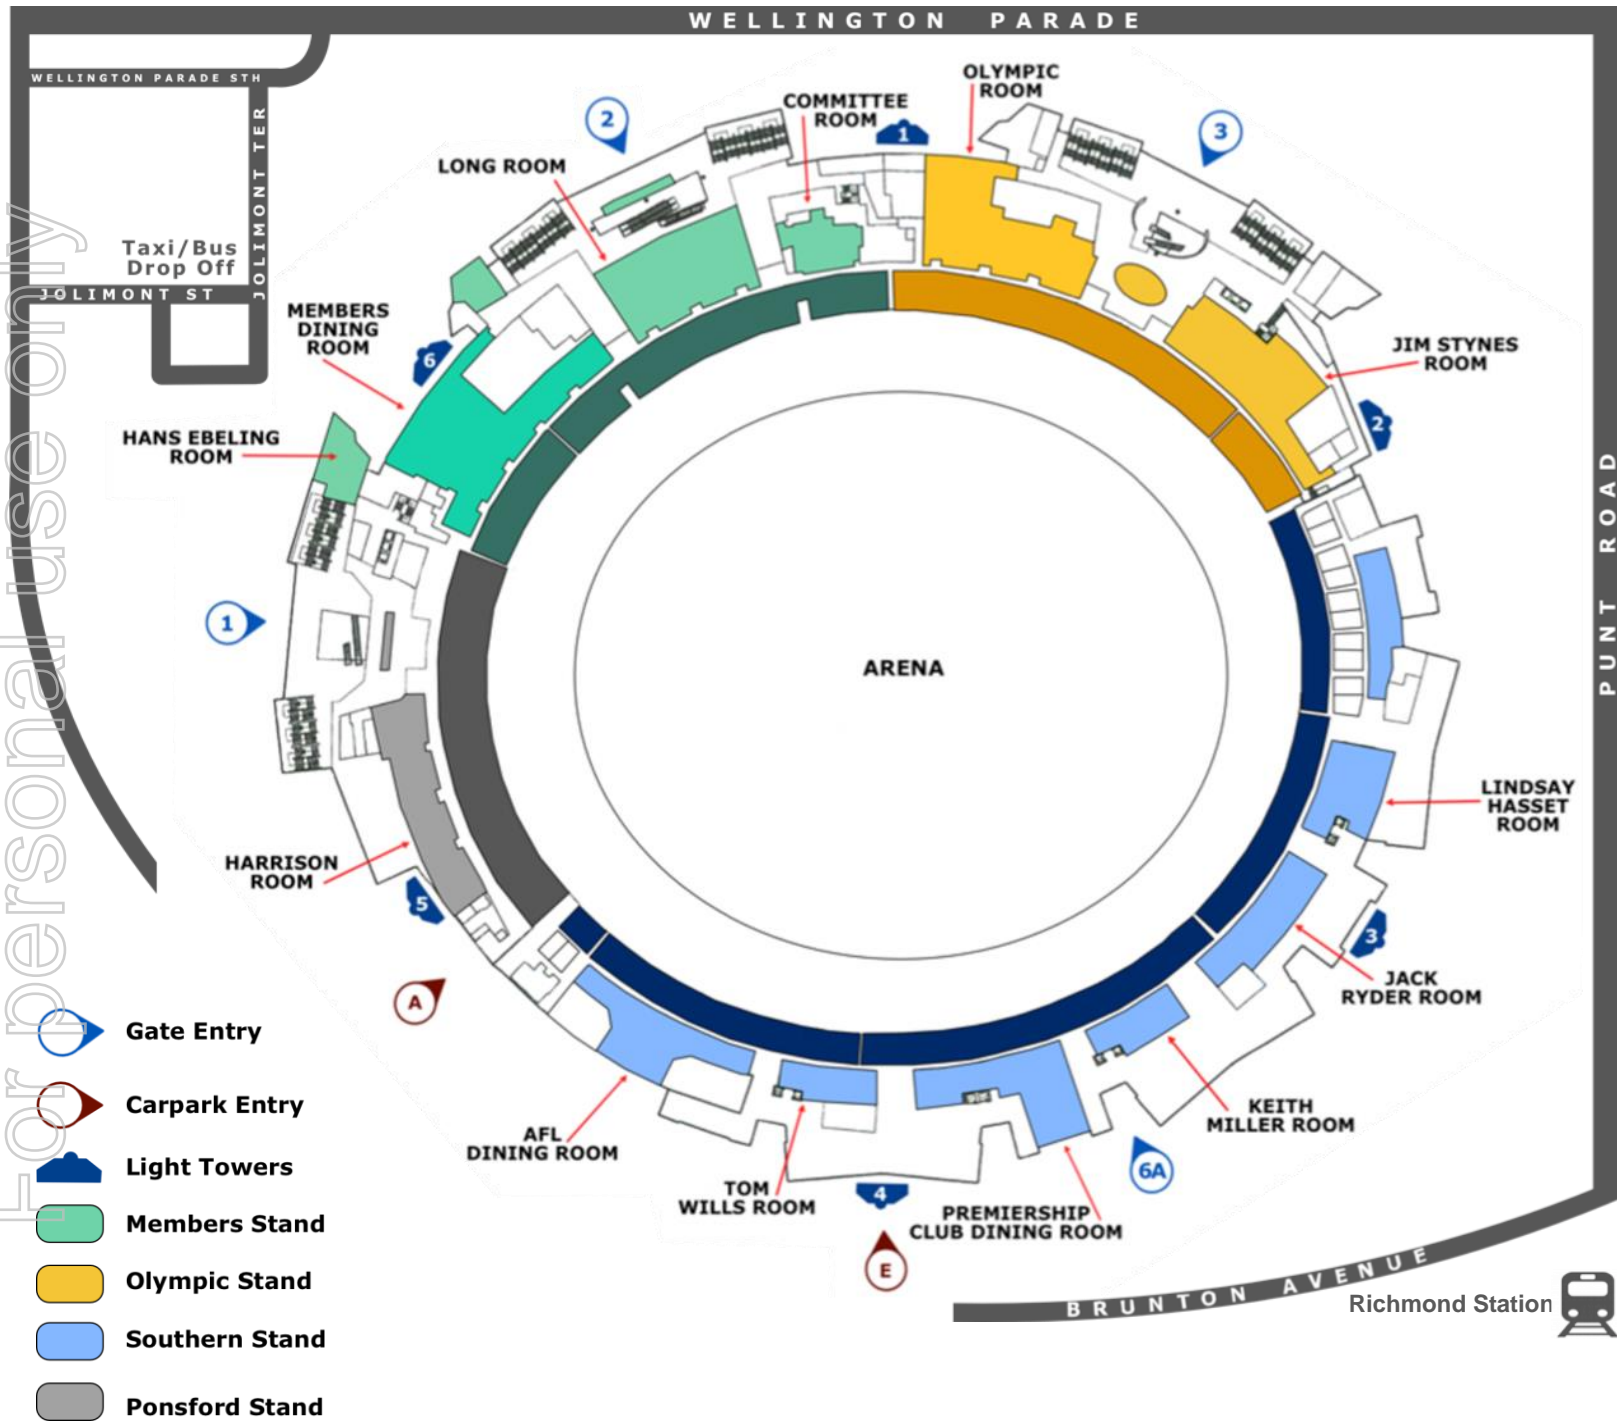 WELLINGTON PARADE
WELLINGTON PARADE STH
JOLIMONT TER
Taxi/Bus
Drop Off
JOLIMONT ST
For personal use only
OLYMPIC
ROOM
COMMITTEE
ROOM
1
2
3
LONG ROOM
MEMBERS
DINING
ROOM
6
JIM STYNES
ROOM
2
HANS EBELING
ROOM
PUNT ROAD
1
ARENA
LINDSAY
HASSET
ROOM
HARRISON
ROOM
5
3
JACK
RYDER ROOM
A
KEITH
MILLER ROOM
AFL
DINING ROOM
6A
TOM
WILLS ROOM
4
PREMIERSHIP
CLUB DINING ROOM
E
BRUNTON AVENUE
Richmond Station
Gate Entry
Carpark Entry
Light Towers
Members Stand
Olympic Stand
Southern Stand
Ponsford Stand